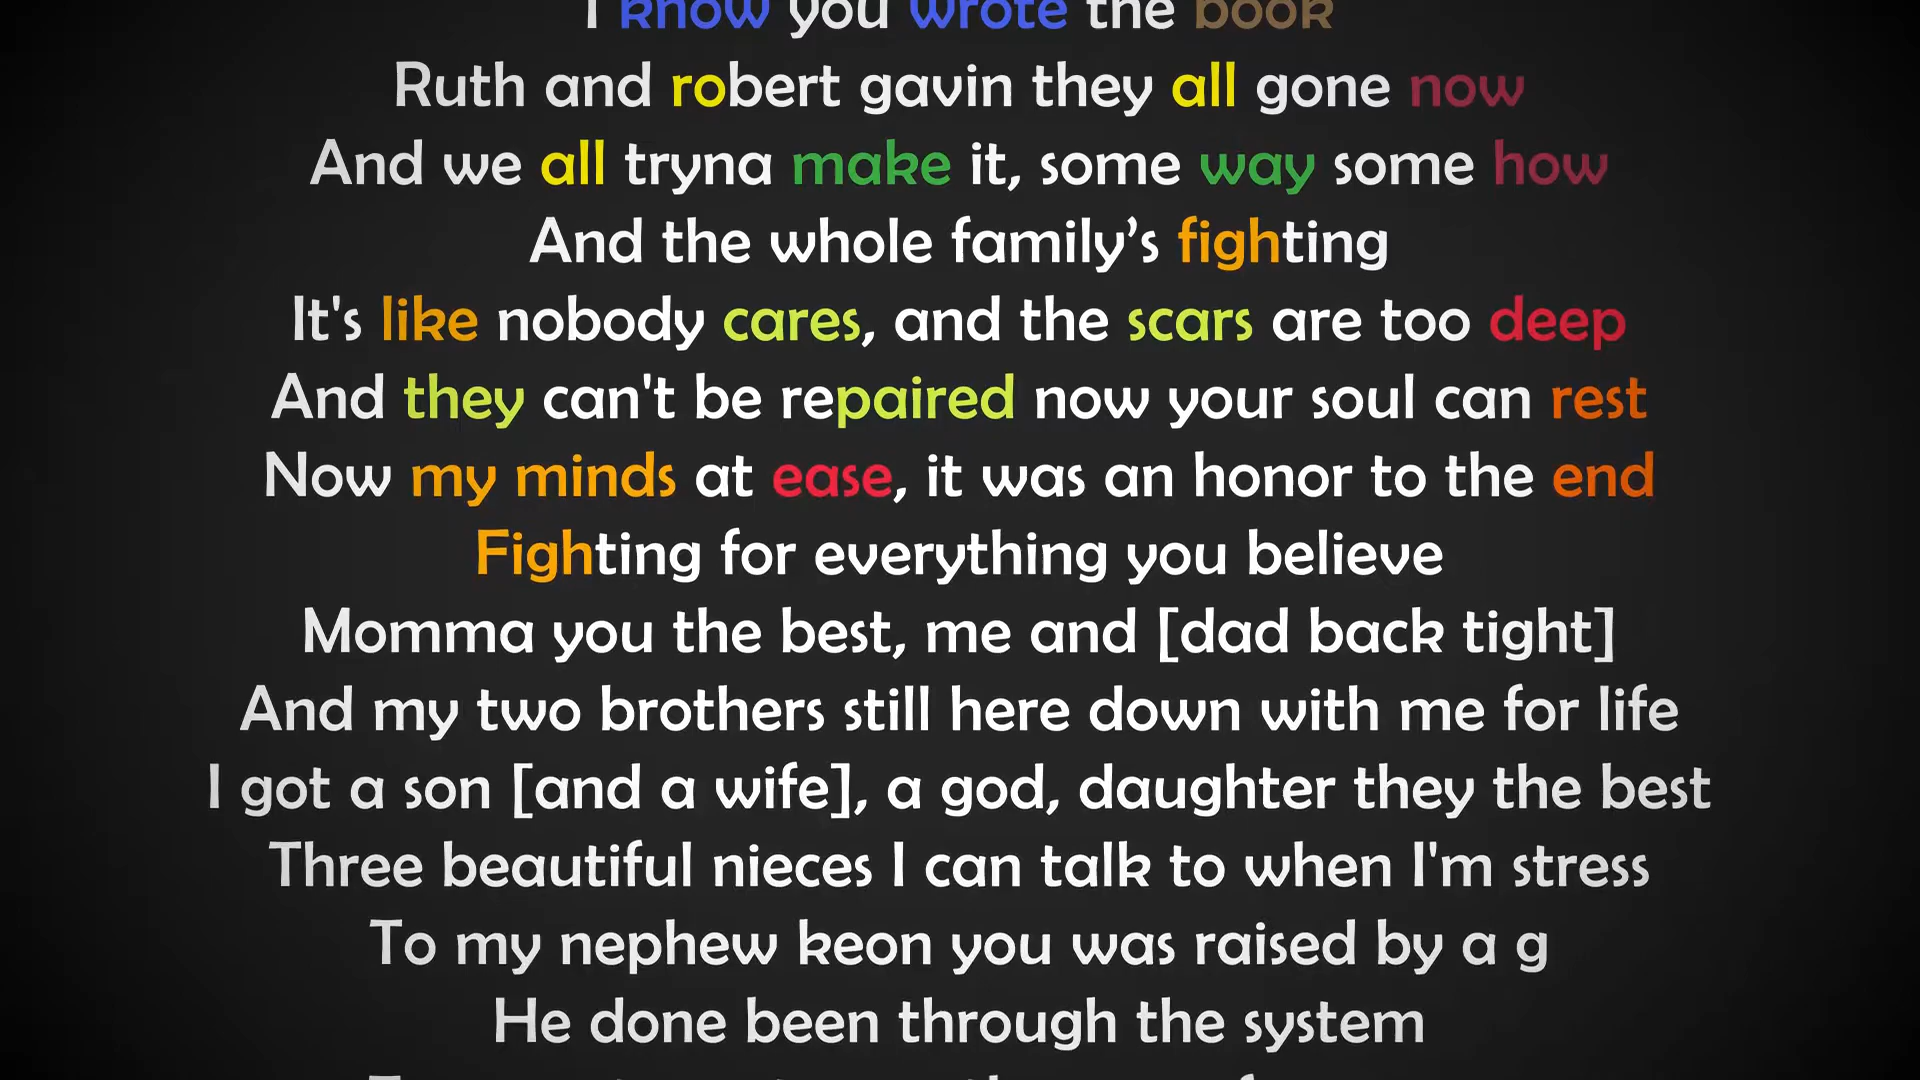 I know you wrote the book
Ruth and robert gavin they all gone now
And we all tryna make it, some way some how
And the whole family’s fighting
It's like nobody cares, and the scars are too deep
And they can't be repaired now your soul can rest
Now my minds at ease, it was an honor to the end
Fighting for everything you believe
Momma you the best, me and [dad back tight]
And my two brothers still here down with me for life
I got a son [and a wife], a god, daughter they the best
Three beautiful nieces I can talk to when I'm stress
To my nephew keon you was raised by a g
He done been through the system